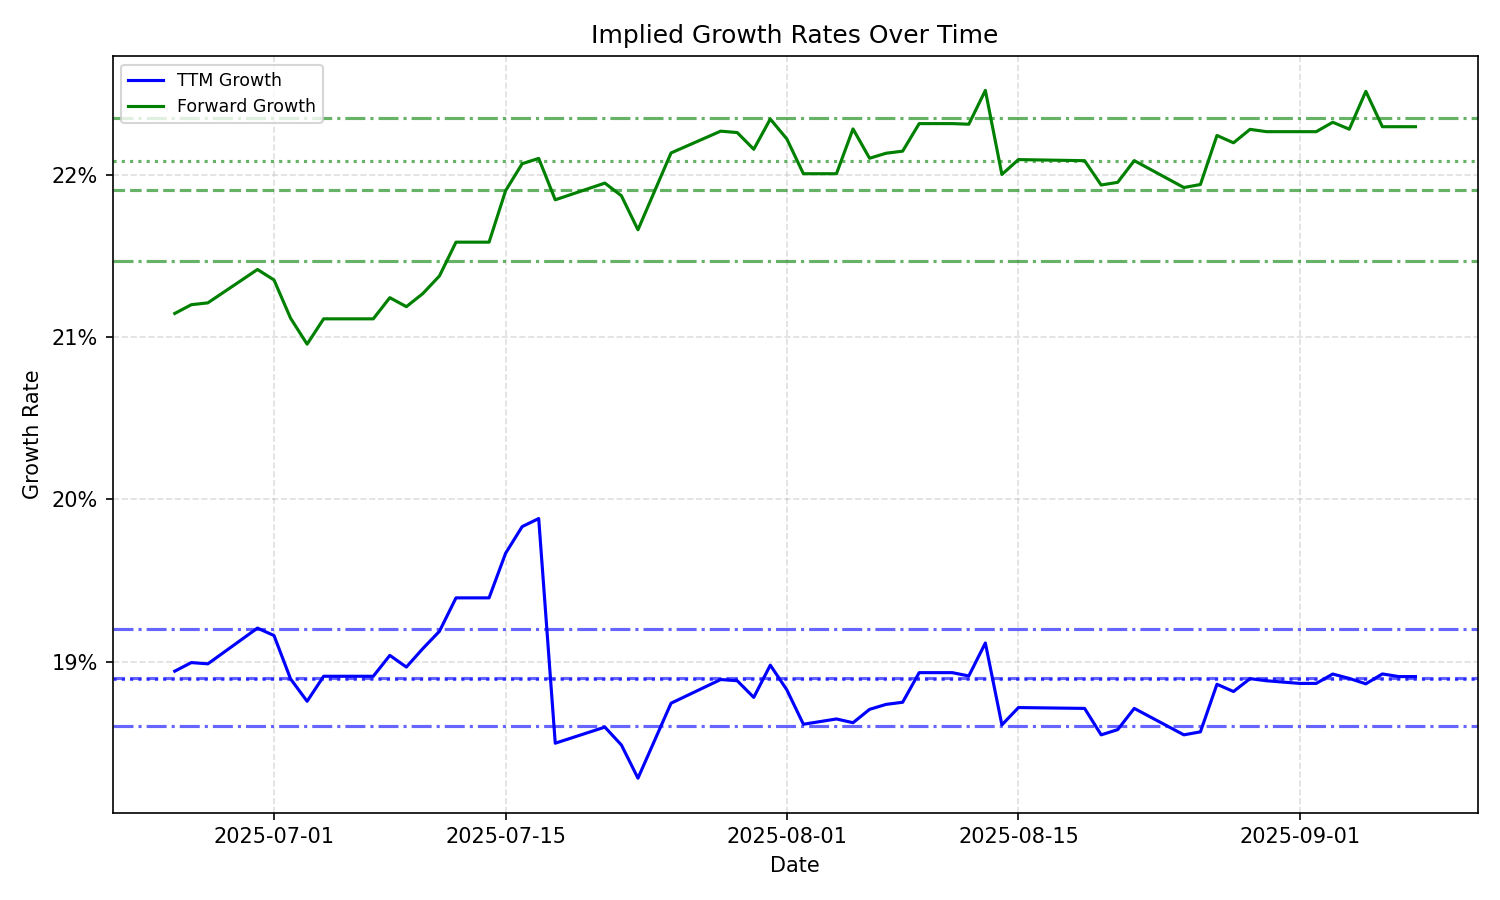 Implied Growth Rates Over Time
TTM Growth
Forward Growth
22%
21%
20%
19%
Growth Rate
2025-07-01
2025-07-15
2025-08-01
2025-08-15
2025-09-01
Date